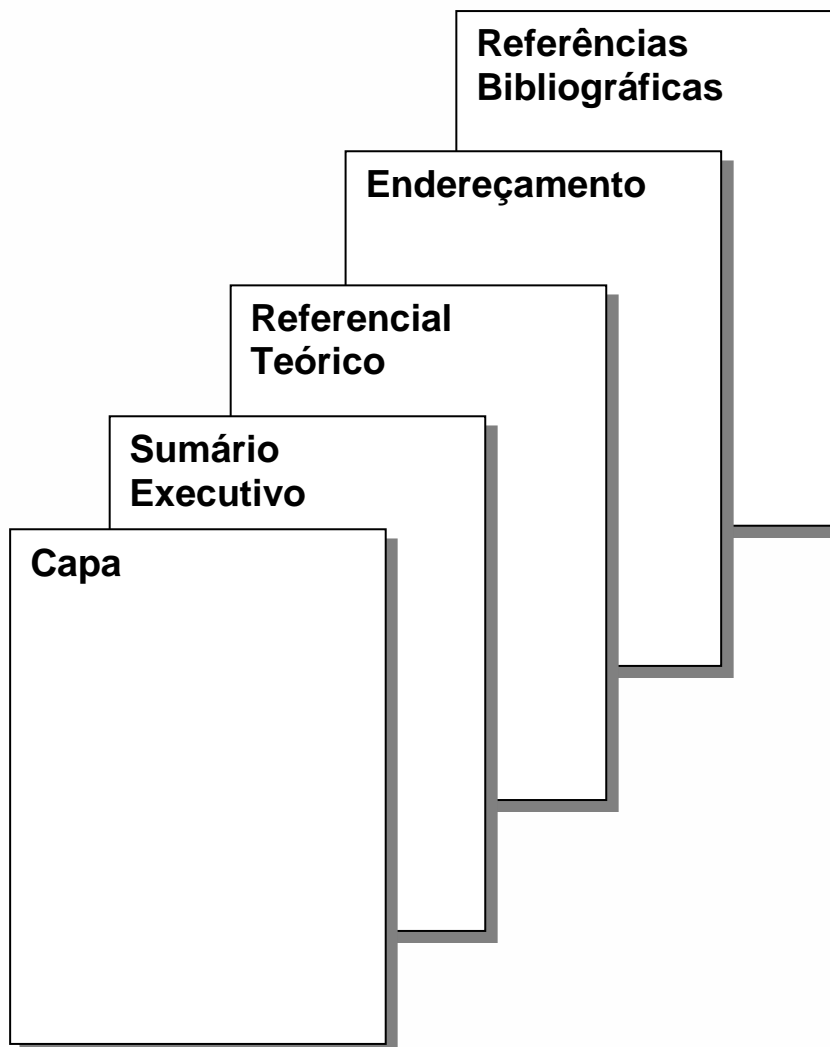 Referências
Bibliográficas
Endereçamento
Referencial
Teórico
Sumário
Executivo
Capa